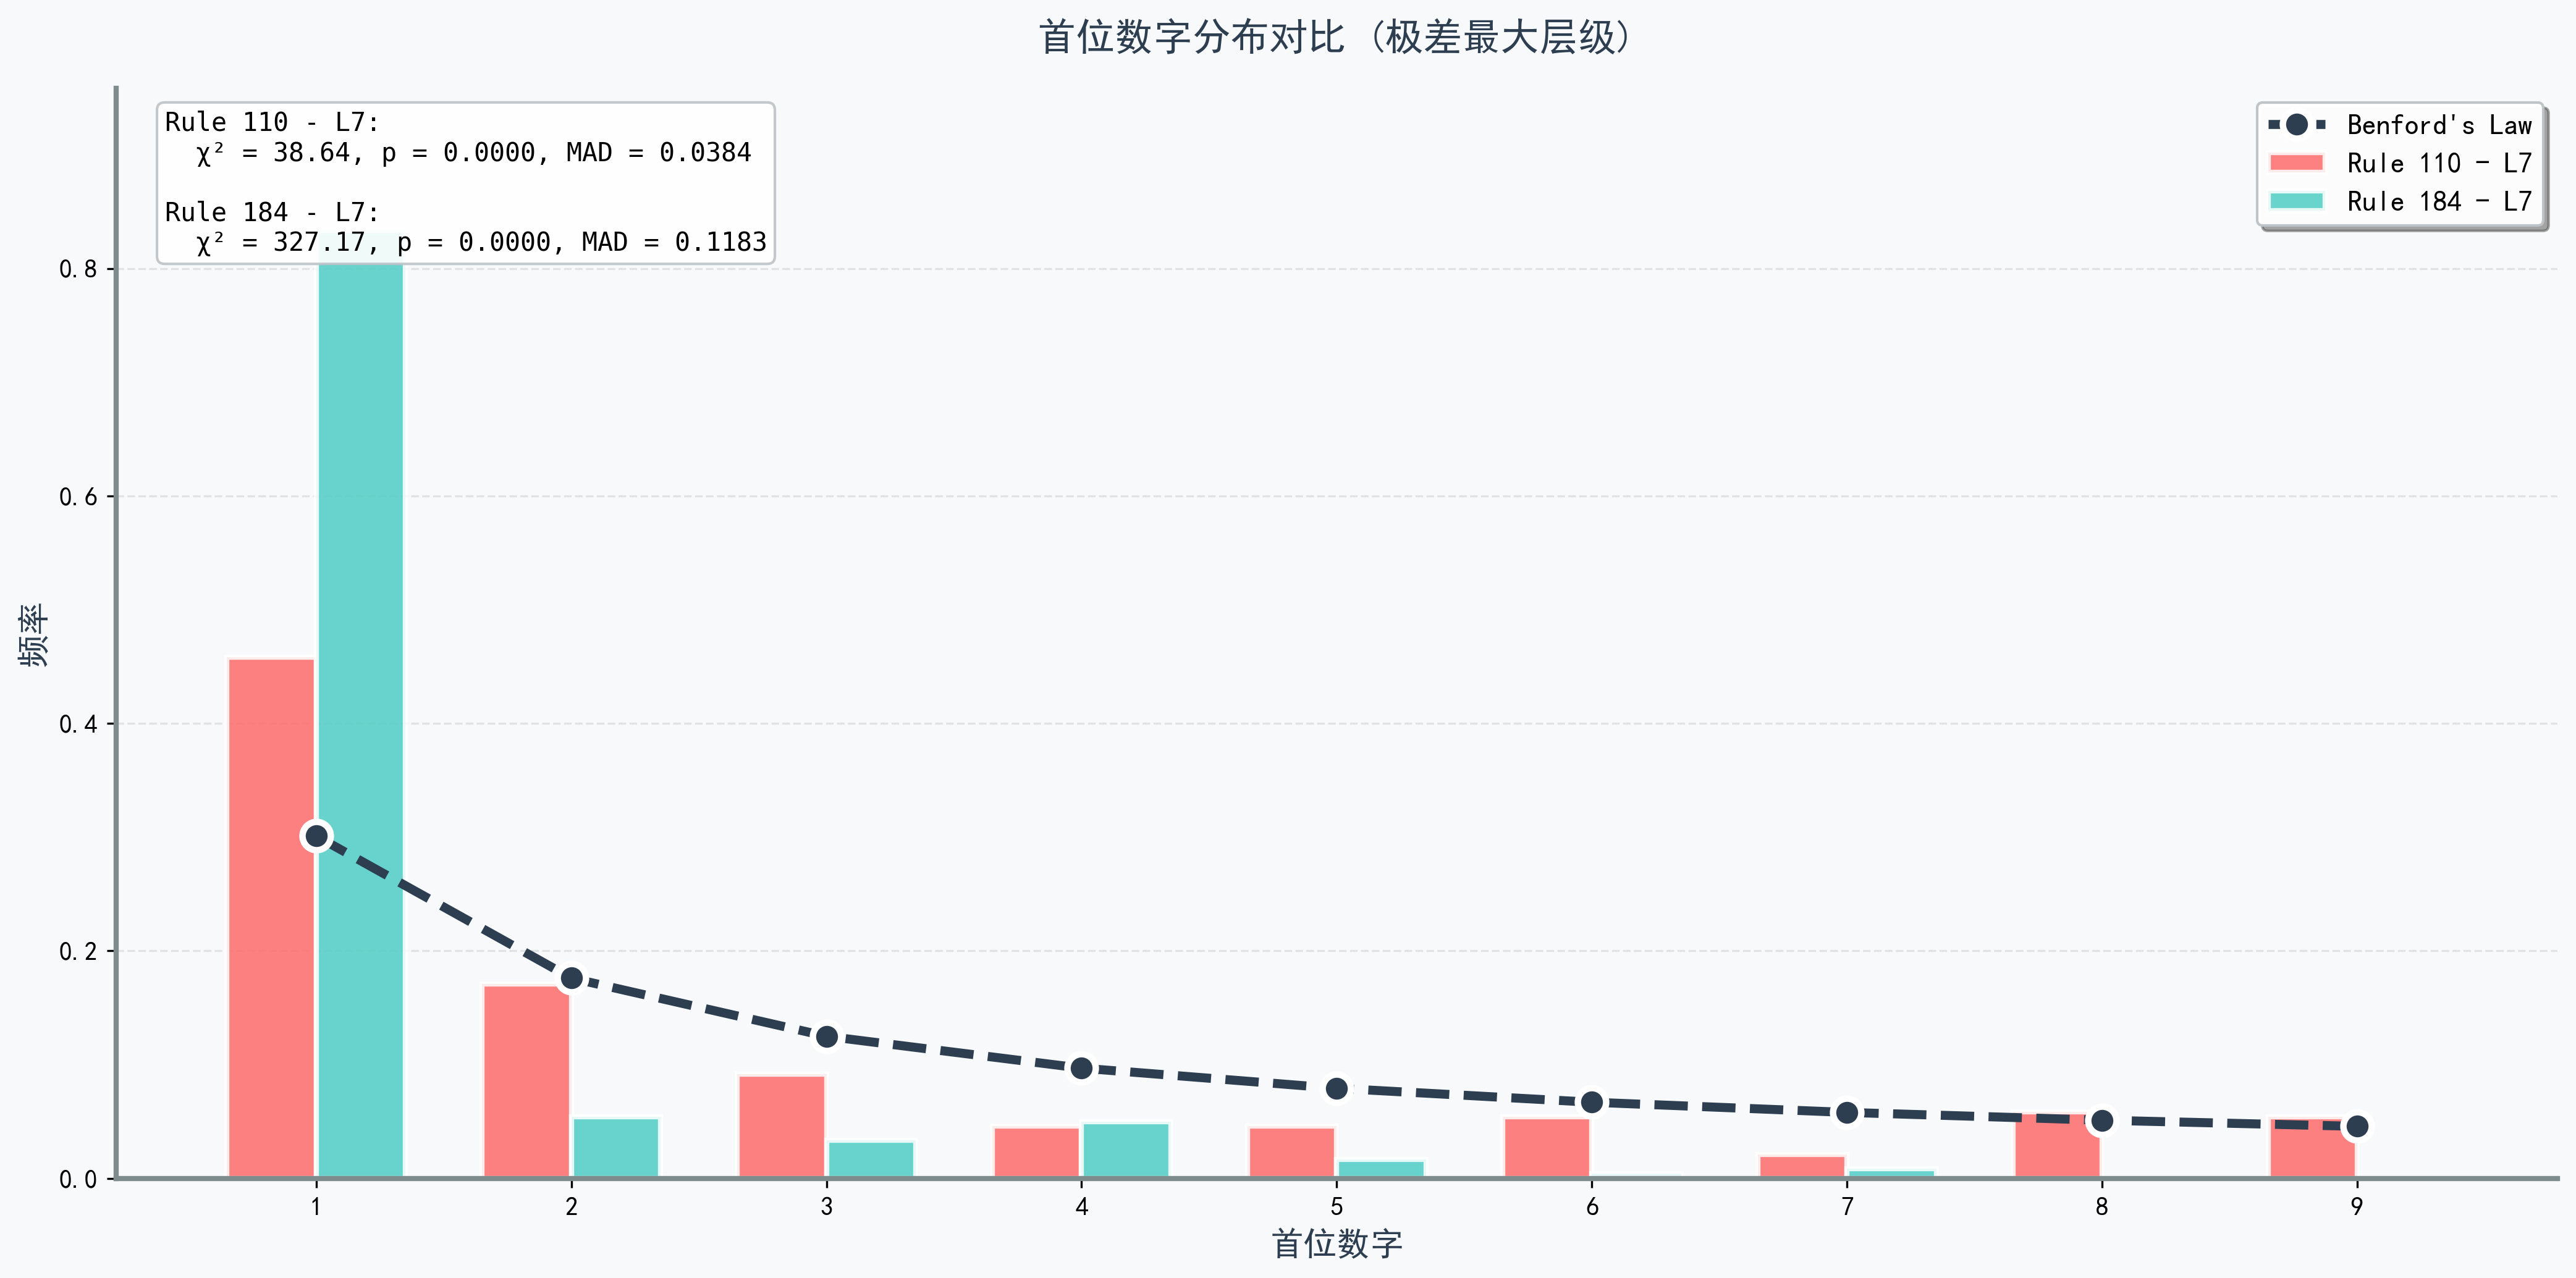 首位数字分布对比 (极差最大层级)
Rule 110 - L7:
χ² = 38.64, p = 0.0000, MAD = 0.0384
Rule 184 - L7:
χ² = 327.17, p = 0.0000, MAD = 0.1183
Benford's Law
Rule 110 - L7
Rule 184 - L7
频率
0.8
0.6
0.4
0.2
0.0
1 2 3 4 5 6 7 8 9
首位数字